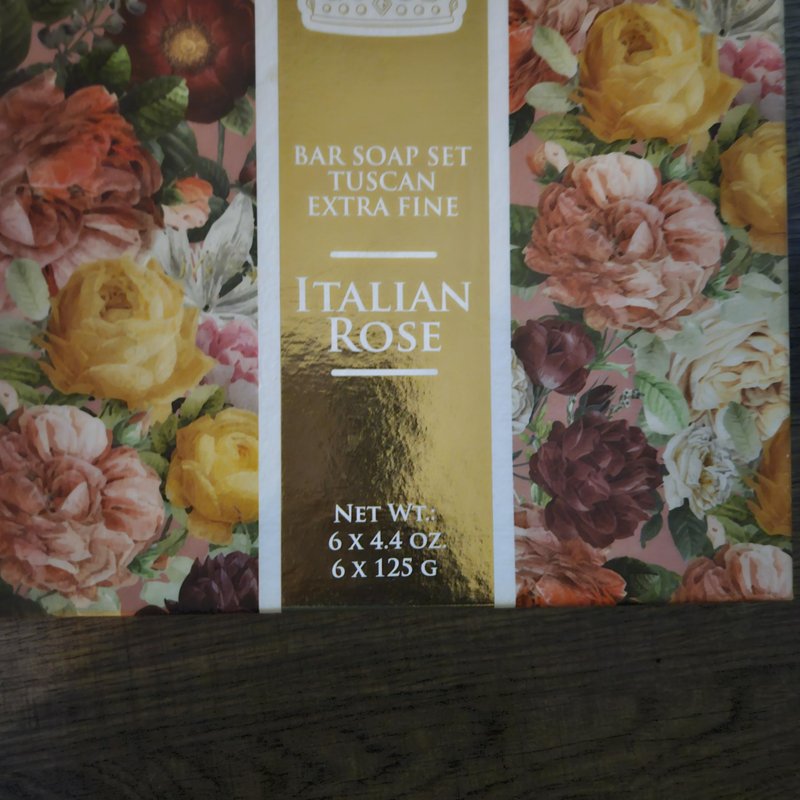 BAR SOAP SET
TUSCAN
EXTRA FINE
ITALIAN
ROSE
NET WT.:
6 X 4.4 OZ.
6 X 125 G